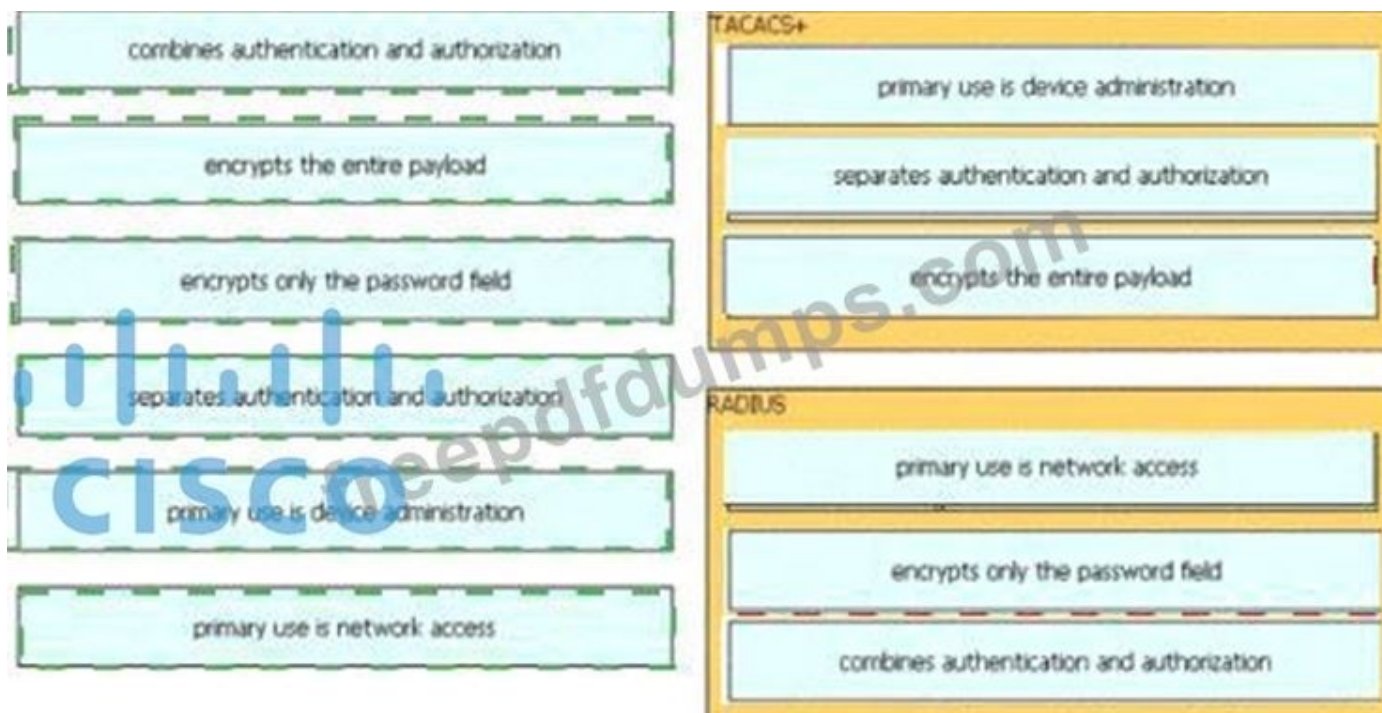 combines authentication and authorization
encrypts the entire payload
encrypts only the password field
separates authentication and authorization
primary use is device administration
primary use is network access
CISCO
TACACS+
primary use is device administration
separates authentication and authorization
encrypts the entire payload
RADIUS
primary use is network access
encrypts only the password field
combines authentication and authorization
freepdfdumps.com